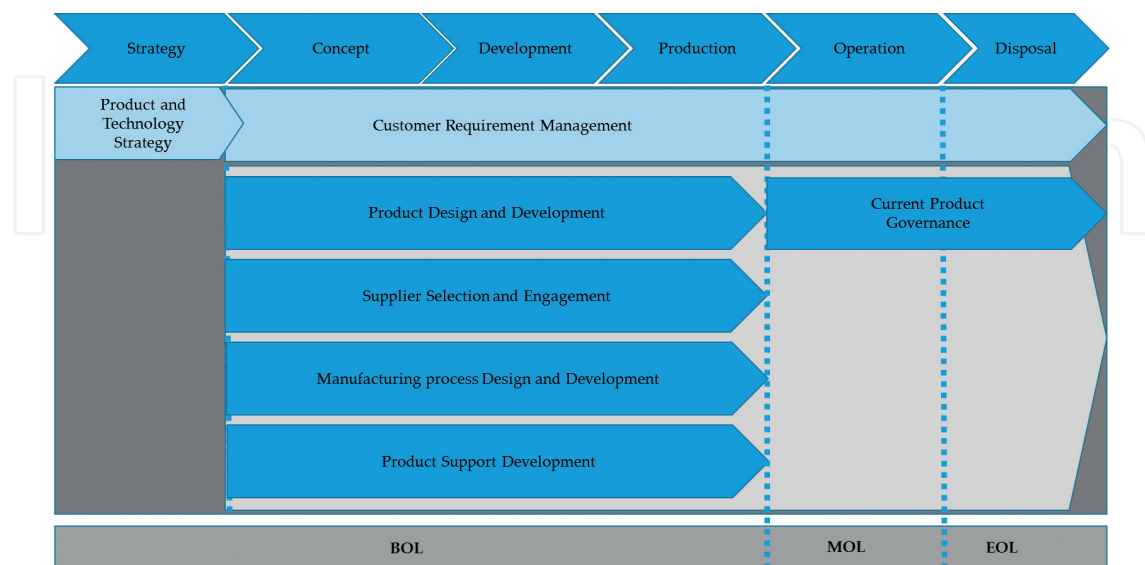 Strategy
Concept
Development
Production
Operation
Disposal
Product and
Technology
Strategy
Customer Requirement Management
Product Design and Development
Current Product
Governance
Supplier Selection and Engagement
Manufacturing process Design and Development
Product Support Development
BOL
MOL
EOL